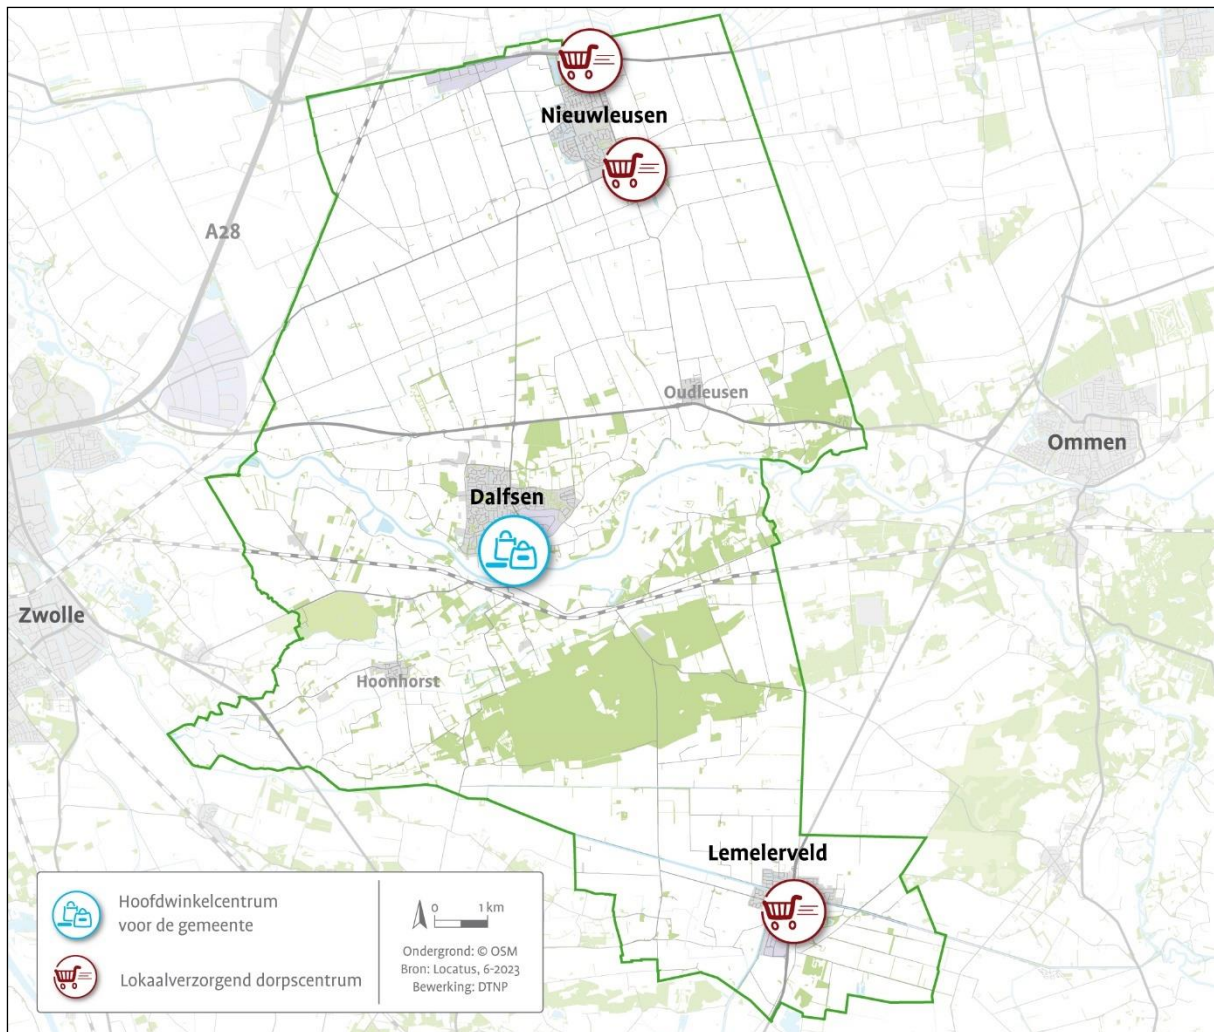 Nieuwleusen
A28
Oudleusen
Ommen
Dalfsen
Zwolle
Hoonhorst
Lemelerveld
Hoofdwinkelcentrum
voor de gemeente
Lokaalverzorgend dorpscentrum
0 1 km
Ondergrond: © OSM
Bron: Locatus, 6-2023
Bewerking: DTNP